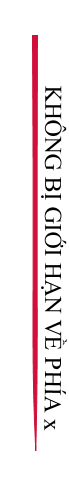 KHÔNG BỊ GIỚI HẠN VỀ PHÍA x